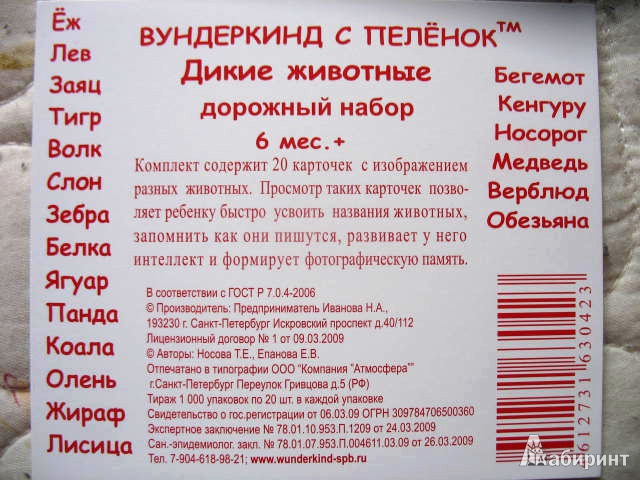 Ёж
Лев
Заяц
Тигр
Волк
Слон
Зебра
Белка
Ягуар
Панда
Коала
Олень
Жираф
Лисица
ВУНДЕРКИНД С ПЕЛЁНОК™
Дикие животные
дорожный набор
6 мес.+
Комплект содержит 20 карточек с изображением
разных животных. Просмотр таких карточек позво-
ляет ребенку быстро усвоить названия животных,
запомнить как они пишутся, развивает у него
интеллект и формирует фотографическую память.
Бегемот
Кенгуру
Носорог
Медведь
Верблюд
Обезьяна
В соответствии с ГОСТ Р 7.0.4-2006
© Производитель: Предприниматель Иванова Н.А.,
193230 г. Санкт-Петербург Искровский проспект д.40/112
Лицензионный договор № 1 от 09.03.2009
© Авторы: Носова Т.Е., Епанова Е.В.
Отпечатано в типографии ООО "Компания "Атмосфера""
г.Санкт-Петербург Переулок Гривцова д.5 (РФ)
Тираж 1 000 упаковок по 20 шт. в каждой упаковке
Свидетельство о гос.регистрации от 06.03.09 ОГРН 309784706500360
Экспертное заключение № 78.01.10.953.П.1209 от 24.03.2009
Сан.-эпидемиолог. закл. № 78.01.07.953.П.004611.03.09 от 26.03.2009
Тел. 7-904-618-98-21; www.wunderkind-spb.ru
612731 630423
Лабиринт